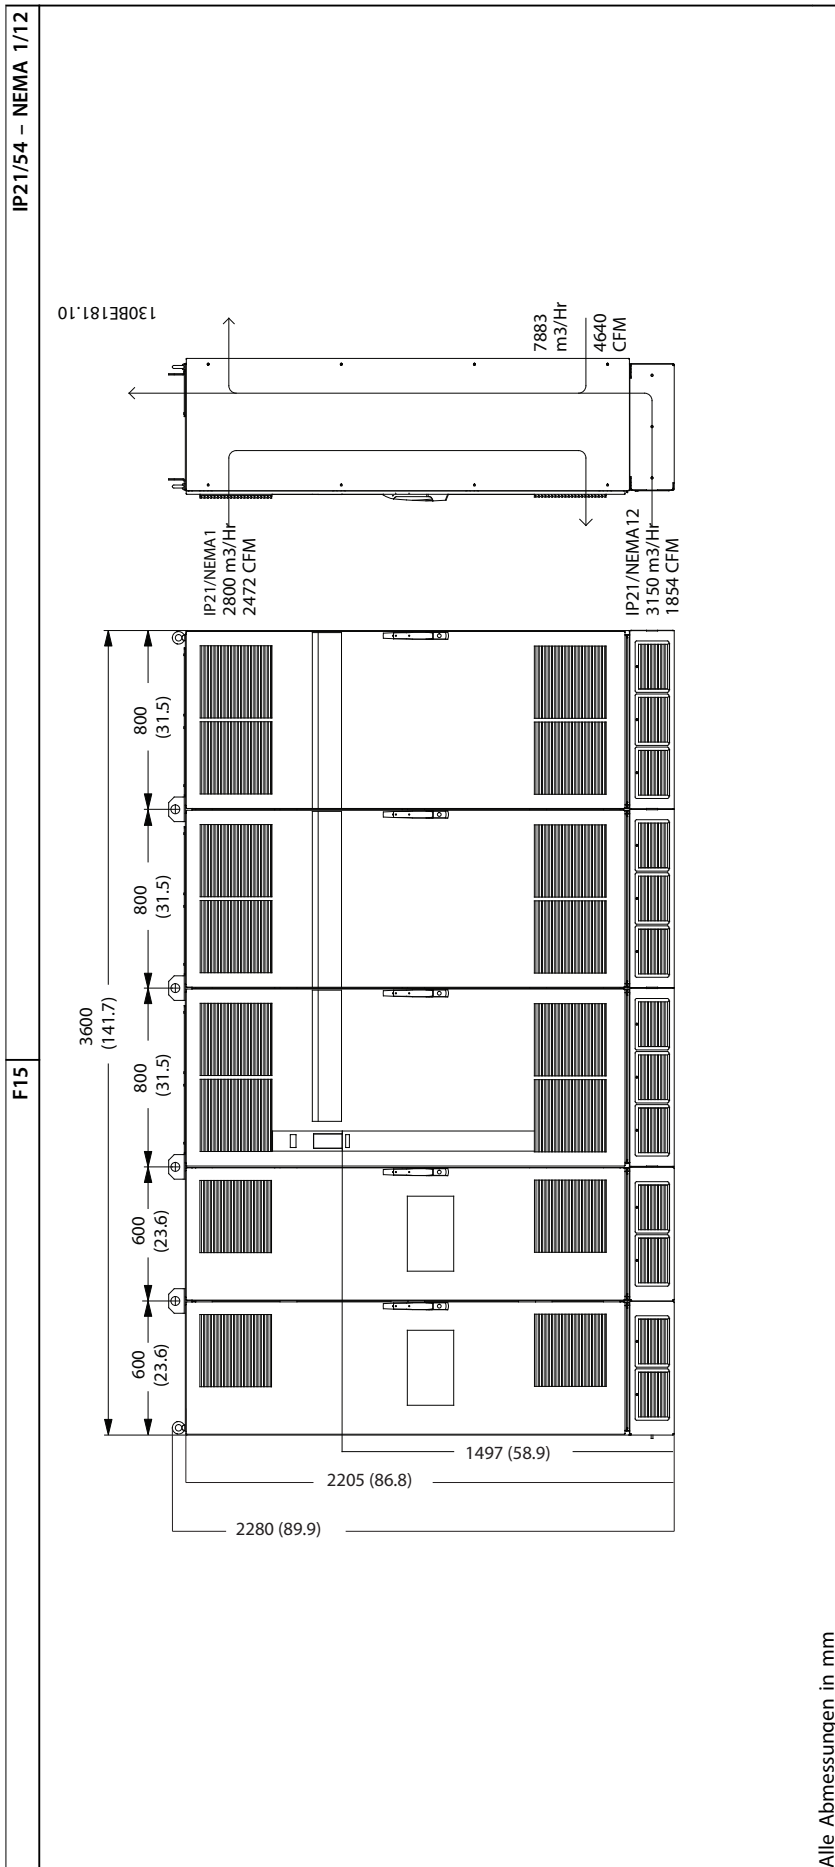 F15
IP21/54 – NEMA 1/12
130BE181.10
3600
(141.7)
600
(23.6)
600
(23.6)
800
(31.5)
800
(31.5)
800
(31.5)
IP21/NEMA1
2800 m3/Hr
2472 CFM
7883
m3/Hr
4640
CFM
IP21/NEMA12
3150 m3/Hr
1854 CFM
1497 (58.9)
2205 (86.8)
2280 (89.9)
Alle Abmessungen in mm